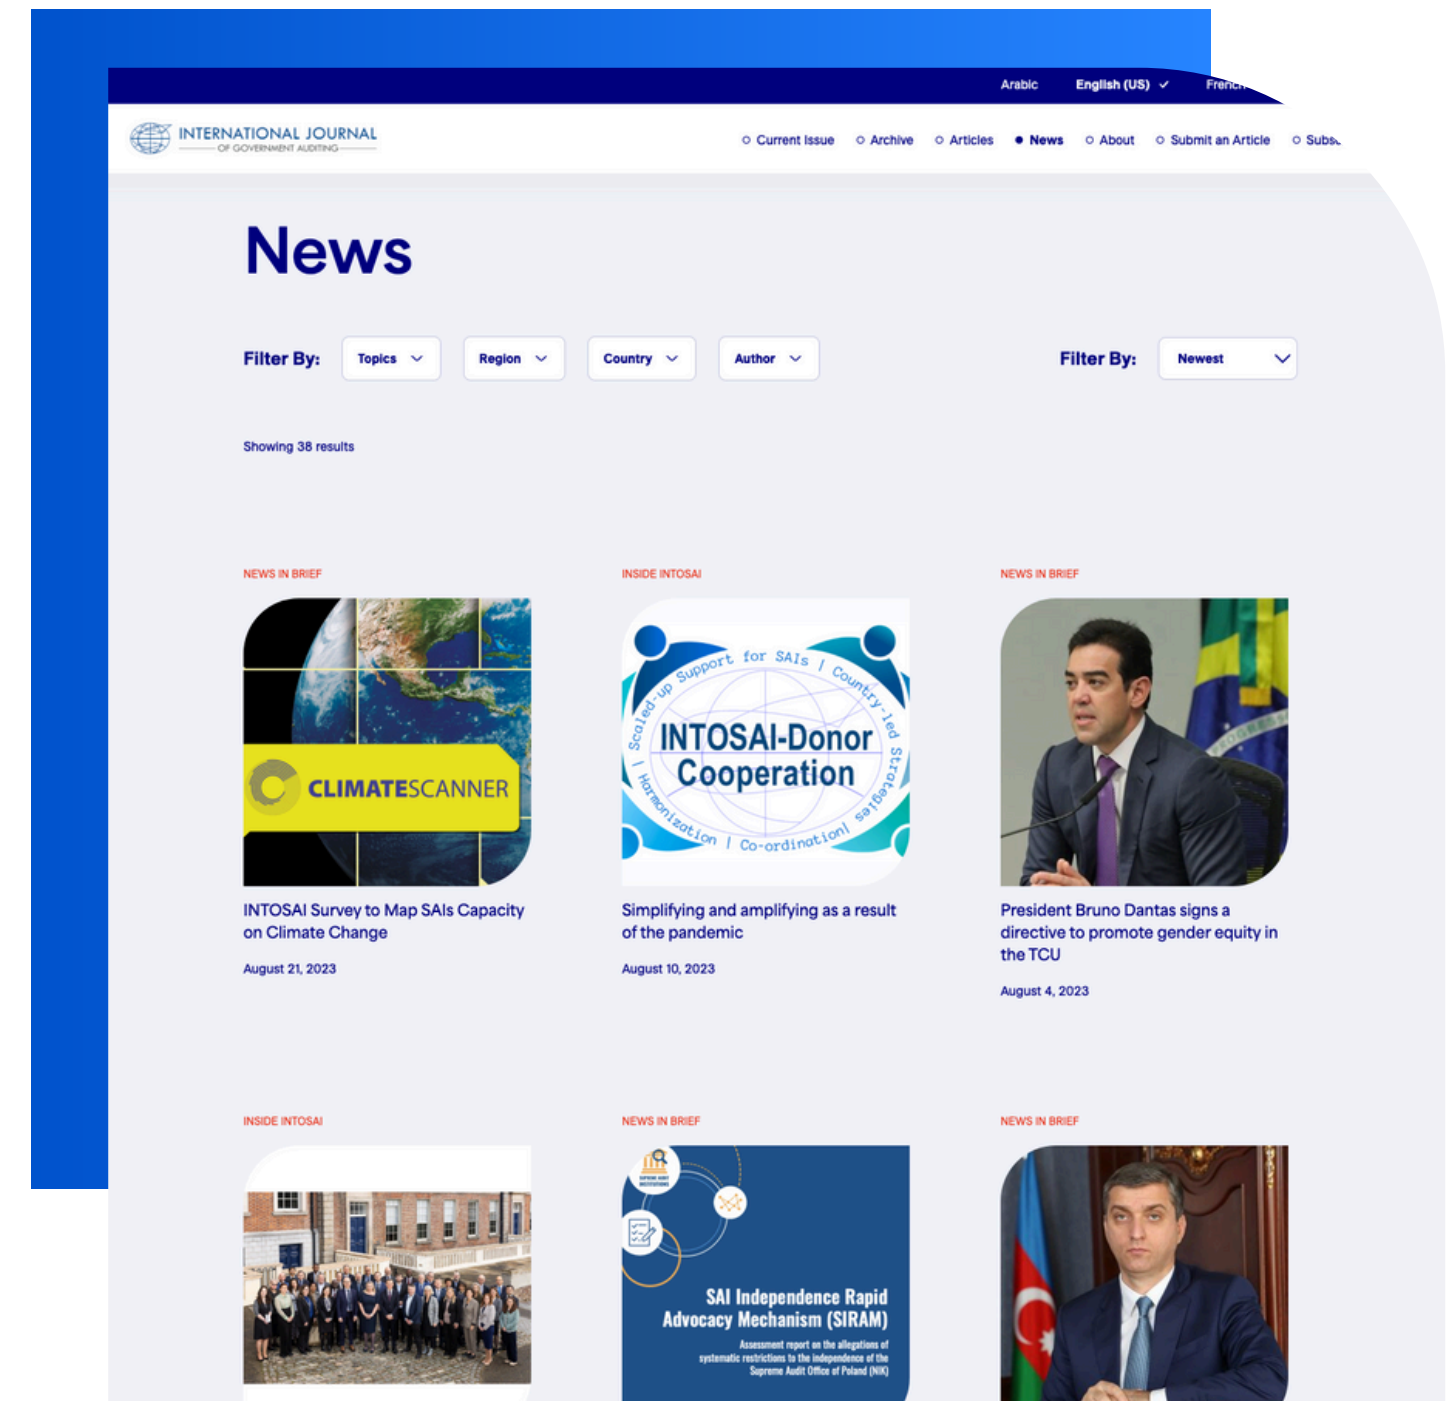 Arabic English (US) French
INTERNATIONAL JOURNAL
OF GOVERNMENT AUDITING
Current Issue Archive Articles News About Submit an Article
News
Filter By: Topics Region Country Author Filter By: Newest
Showing 38 results
NEWS IN BRIEF
CLIMATESCANNER
INTOSAI Survey to Map SAIs Capacity
on Climate Change
August 21, 2023
INSIDE INTOSAI
Scaled-up Support for SAIs | Country-led Strategies
| Harmonization | Co-ordination|
INTOSAI-Donor
Cooperation
Simplifying and amplifying as a result
of the pandemic
August 10, 2023
NEWS IN BRIEF
PROGRESSO
President Bruno Dantas signs a
directive to promote gender equity in
the TCU
August 4, 2023
INSIDE INTOSAI
NEWS IN BRIEF
SUPREME AUDIT
INSTITUTIONS
SAI Independence Rapid
Advocacy Mechanism (SIRAM)
Assessment report on the allegations of
systematic restrictions to the independence of the
Supreme Audit Office of Poland (NIK)
NEWS IN BRIEF